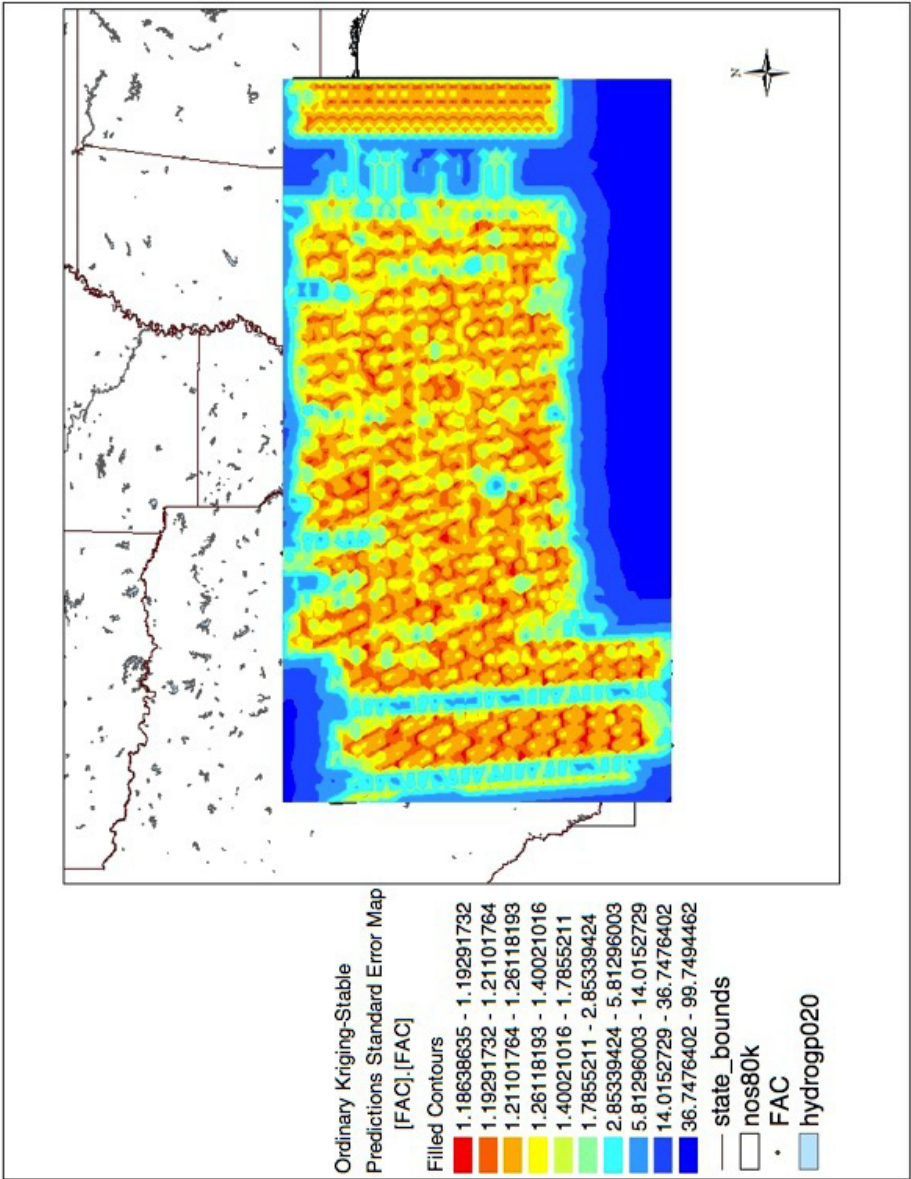 Ordinary Kriging-Stable
Predictions Standard Error Map
[FAC].[FAC]
Filled Contours
1.18638635 - 1.19291732
1.19291732 - 1.21101764
1.21101764 - 1.26118193
1.26118193 - 1.40021016
1.40021016 - 1.7855211
1.7855211 - 2.85339424
2.85339424 - 5.81296003
5.81296003 - 14.0152729
14.0152729 - 36.7476402
36.7476402 - 99.7494462
state_bounds
nos80k
FAC
hydrogp020
N